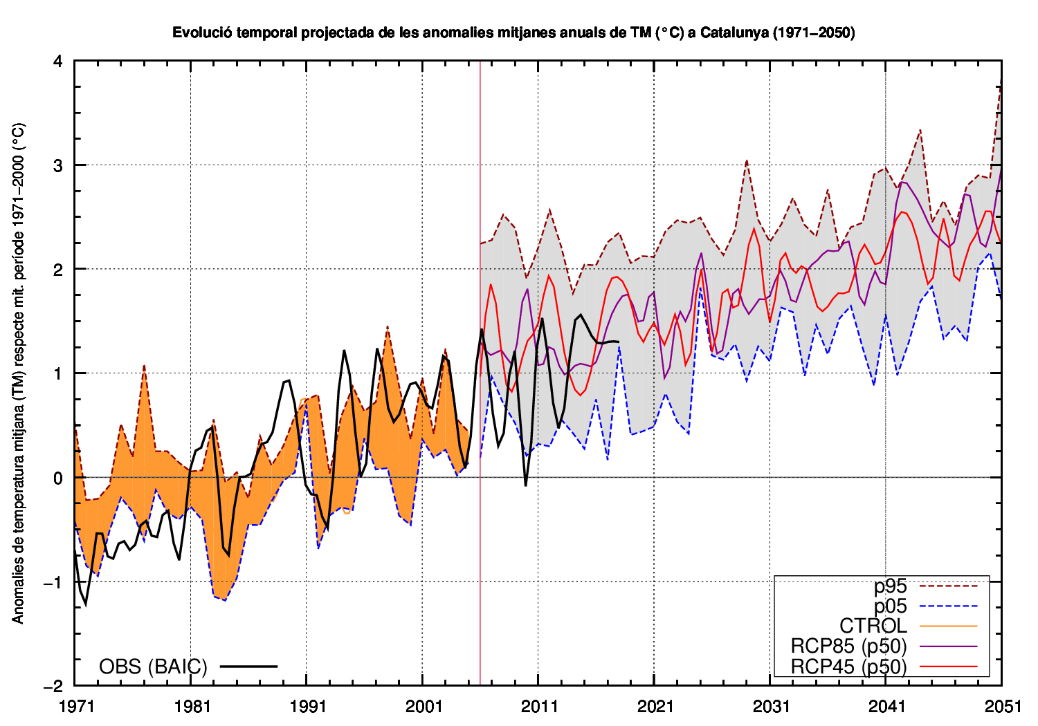 Evolució temporal projectada de les anomalies mitjanes anuals de TM (°C) a Catalunya (1971−2050)
Anomalies de temperatura mitjana (TM) respecte mit. període 1971−2000 (°C)
4
3
2
1
0
−1
−2
p95
p05
CTROL
RCP85 (p50)
RCP45 (p50)
OBS (BAIC)
1971 1981 1991 2001 2011 2021 2031 2041 2051